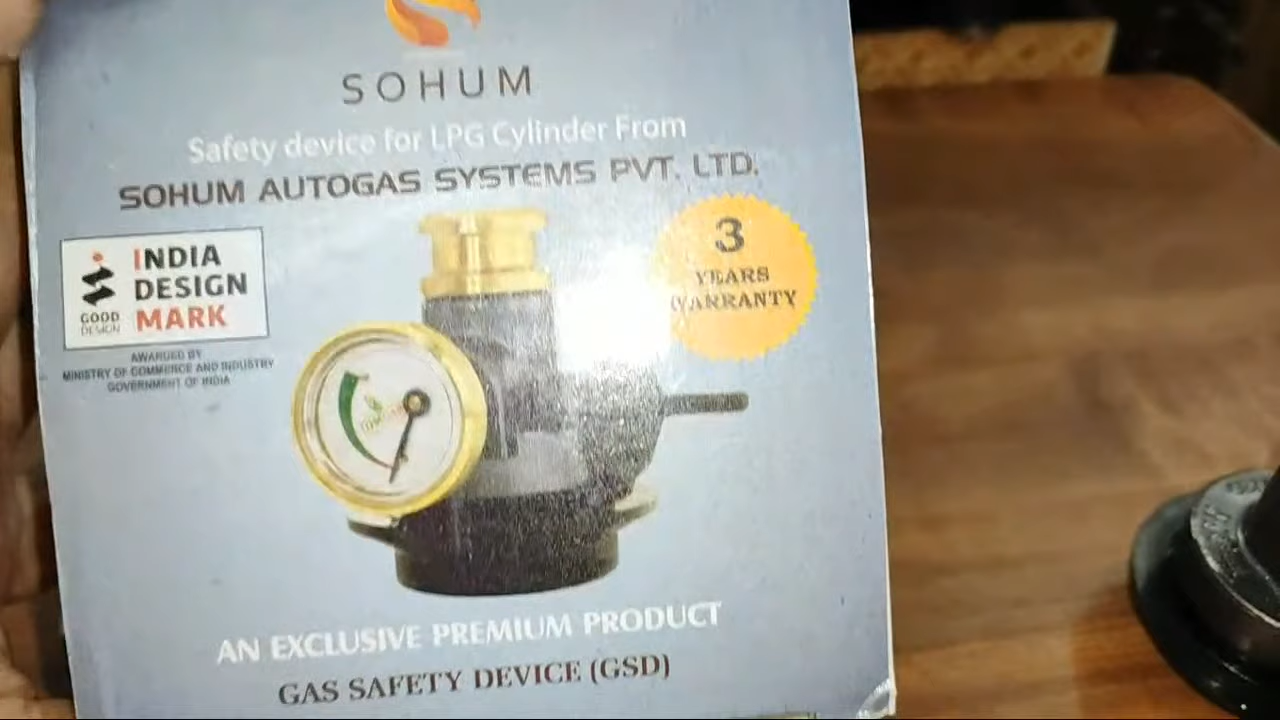 SOHUM
Safety device for LPG Cylinder From
SOHUM AUTOGAS SYSTEMS PVT. LTD.
INDIA
DESIGN
MARK
GOOD
DESIGN
AWARDED BY
MINISTRY OF COMMERCE AND INDUSTRY
GOVERNMENT OF INDIA
3
YEARS
WARRANTY
AN EXCLUSIVE PREMIUM PRODUCT
GAS SAFETY DEVICE (GSD)